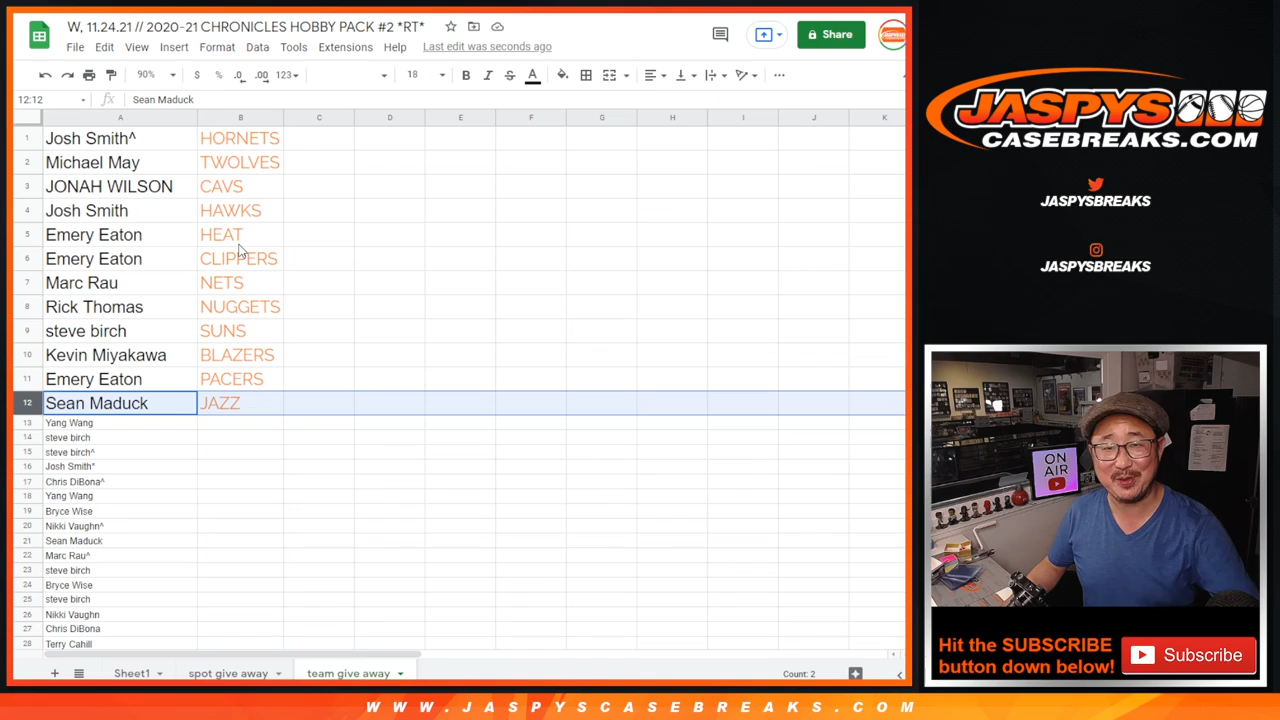 W, 11.24.21 // 2020-21 CHRONICLES HOBBY PACK #2 *RT*
Share
File Edit View Insert Format Data Tools Extensions Help Last edit was seconds ago
90% $ % .0 .00 123 18 B I S A
12:12 fx Sean Maduck
A B C D E F G H I J K
1 Josh Smith^ HORNETS
2 Michael May TWOLVES
3 JONAH WILSON CAVS
4 Josh Smith HAWKS
5 Emery Eaton HEAT
6 Emery Eaton CLIPPERS
7 Marc Rau NETS
8 Rick Thomas NUGGETS
9 steve birch SUNS
10 Kevin Miyakawa BLAZERS
11 Emery Eaton PACERS
12 Sean Maduck JAZZ
13 Yang Wang
14 steve birch
15 steve birch^
16 Josh Smith*
17 Chris DiBona^
18 Yang Wang
19 Bryce Wise
20 Nikki Vaughn^
21 Sean Maduck
22 Marc Rau^
23 steve birch
24 Bryce Wise
25 steve birch
26 Nikki Vaughn
27 Chris DiBona
28 Terry Cahill
Sheet1 spot give away team give away Count: 2
JASPYS
CASEBREAKS.COM
JASPYSBREAKS
JASPYSBREAKS
ON
AIR
Hit the SUBSCRIBE
button down below!
Subscribe
WWW.JASPYSCASEBREAKS.COM